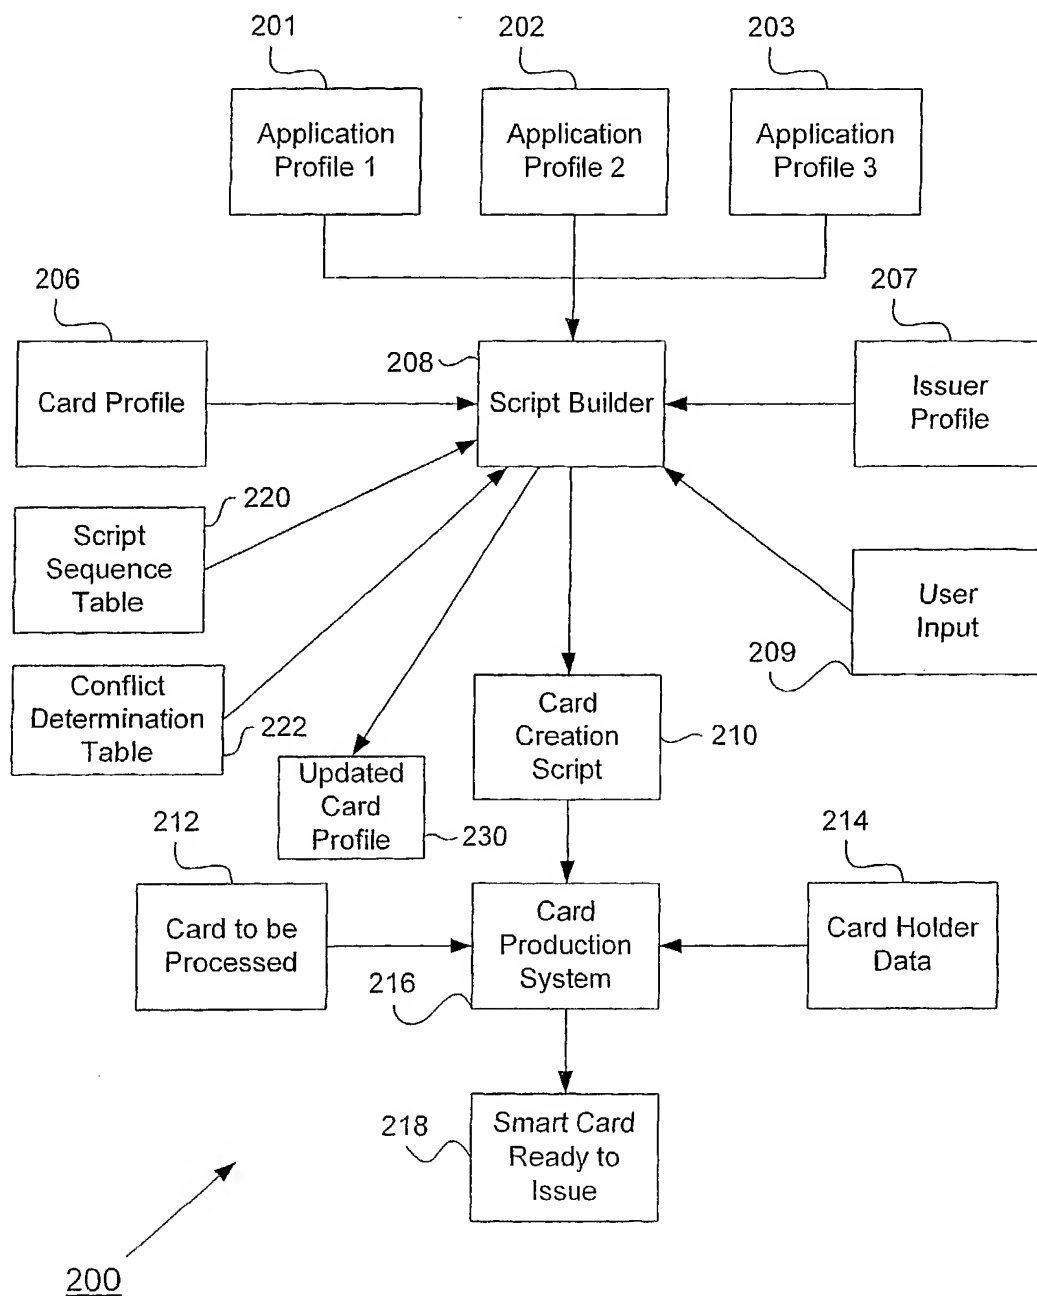 201
202
203
Application
Profile 1
Application
Profile 2
Application
Profile 3
206
207
208
Card Profile
Script Builder
Issuer
Profile
220
Script
Sequence
Table
User
Input
209
Conflict
Determination
Table
222
Card
Creation
Script
210
Updated
Card
Profile
230
212
214
Card to be
Processed
Card
Production
System
Card Holder
Data
216
218
Smart Card
Ready to
Issue
200